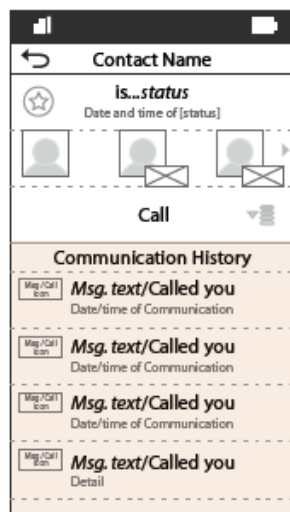 Contact Name
is...status
Date and time of [status]
Call
Communication History
Msg/Call
Icon
Msg. text/Called you
Date/time of Communication
Msg/Call
Icon
Msg. text/Called you
Date/time of Communication
Msg/Call
Icon
Msg. text/Called you
Date/time of Communication
Msg/Call
Icon
Msg. text/Called you
Detail